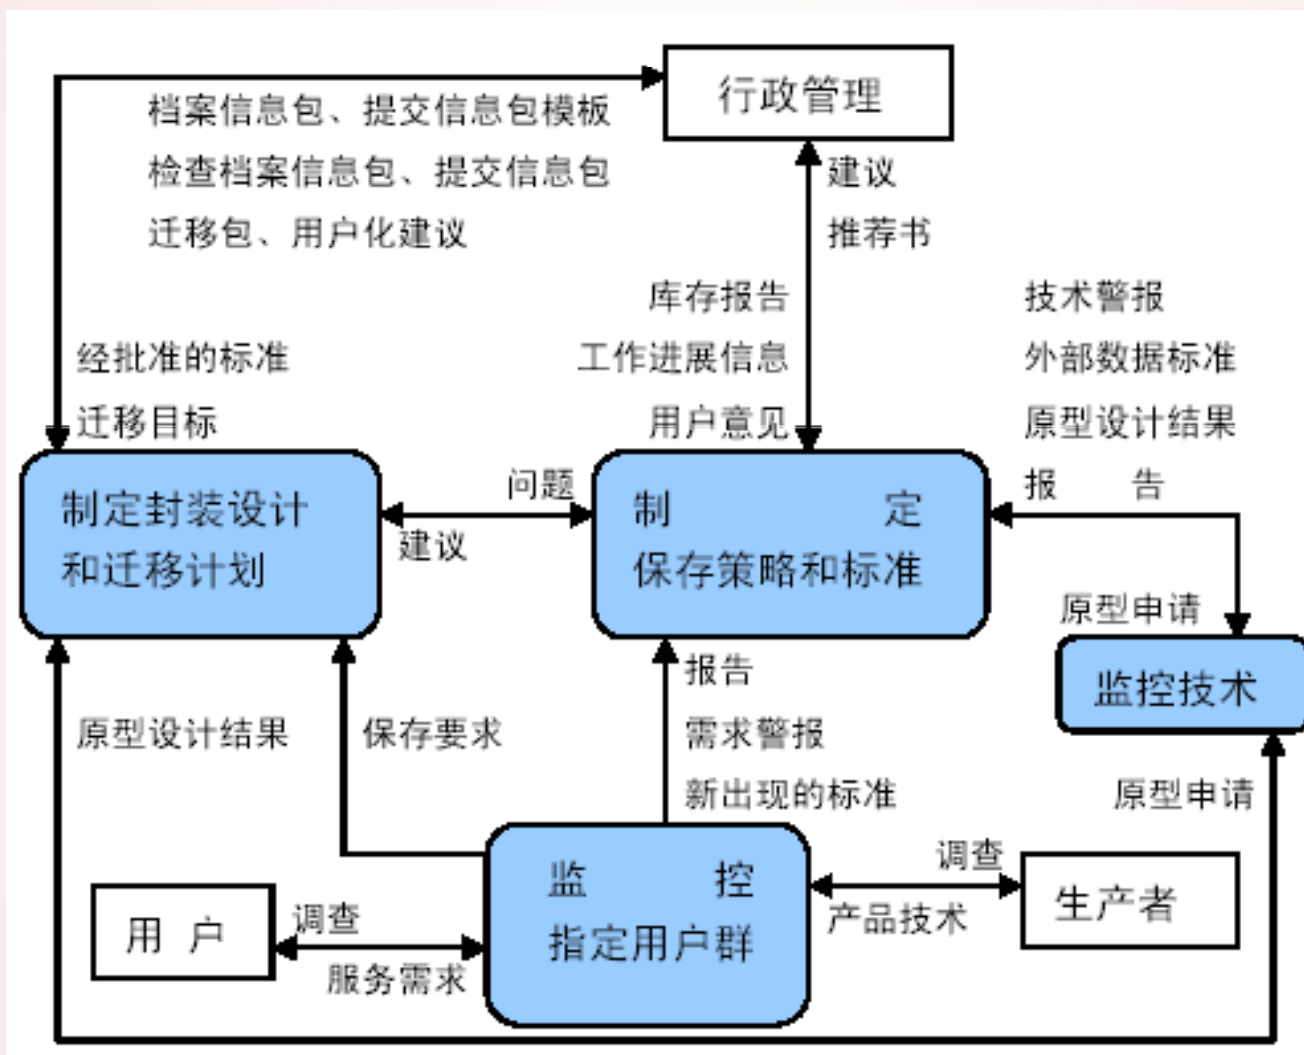 行政管理
档案信息包、提交信息包模板
检查档案信息包、提交信息包
迁移包、用户化建议
建议
推荐书
库存报告
工作进展信息
用户意见
技术警报
外部数据标准
原型设计结果
报 告
经批准的标准
迁移目标
制定封装设计
和迁移计划
问题
建议
制 定
保存策略和标准
原型申请
监控技术
原型设计结果
保存要求
报告
需求警报
新出现的标准
原型申请
监 控
指定用户群
用 户
调查
服务需求
调查
产品技术
生产者